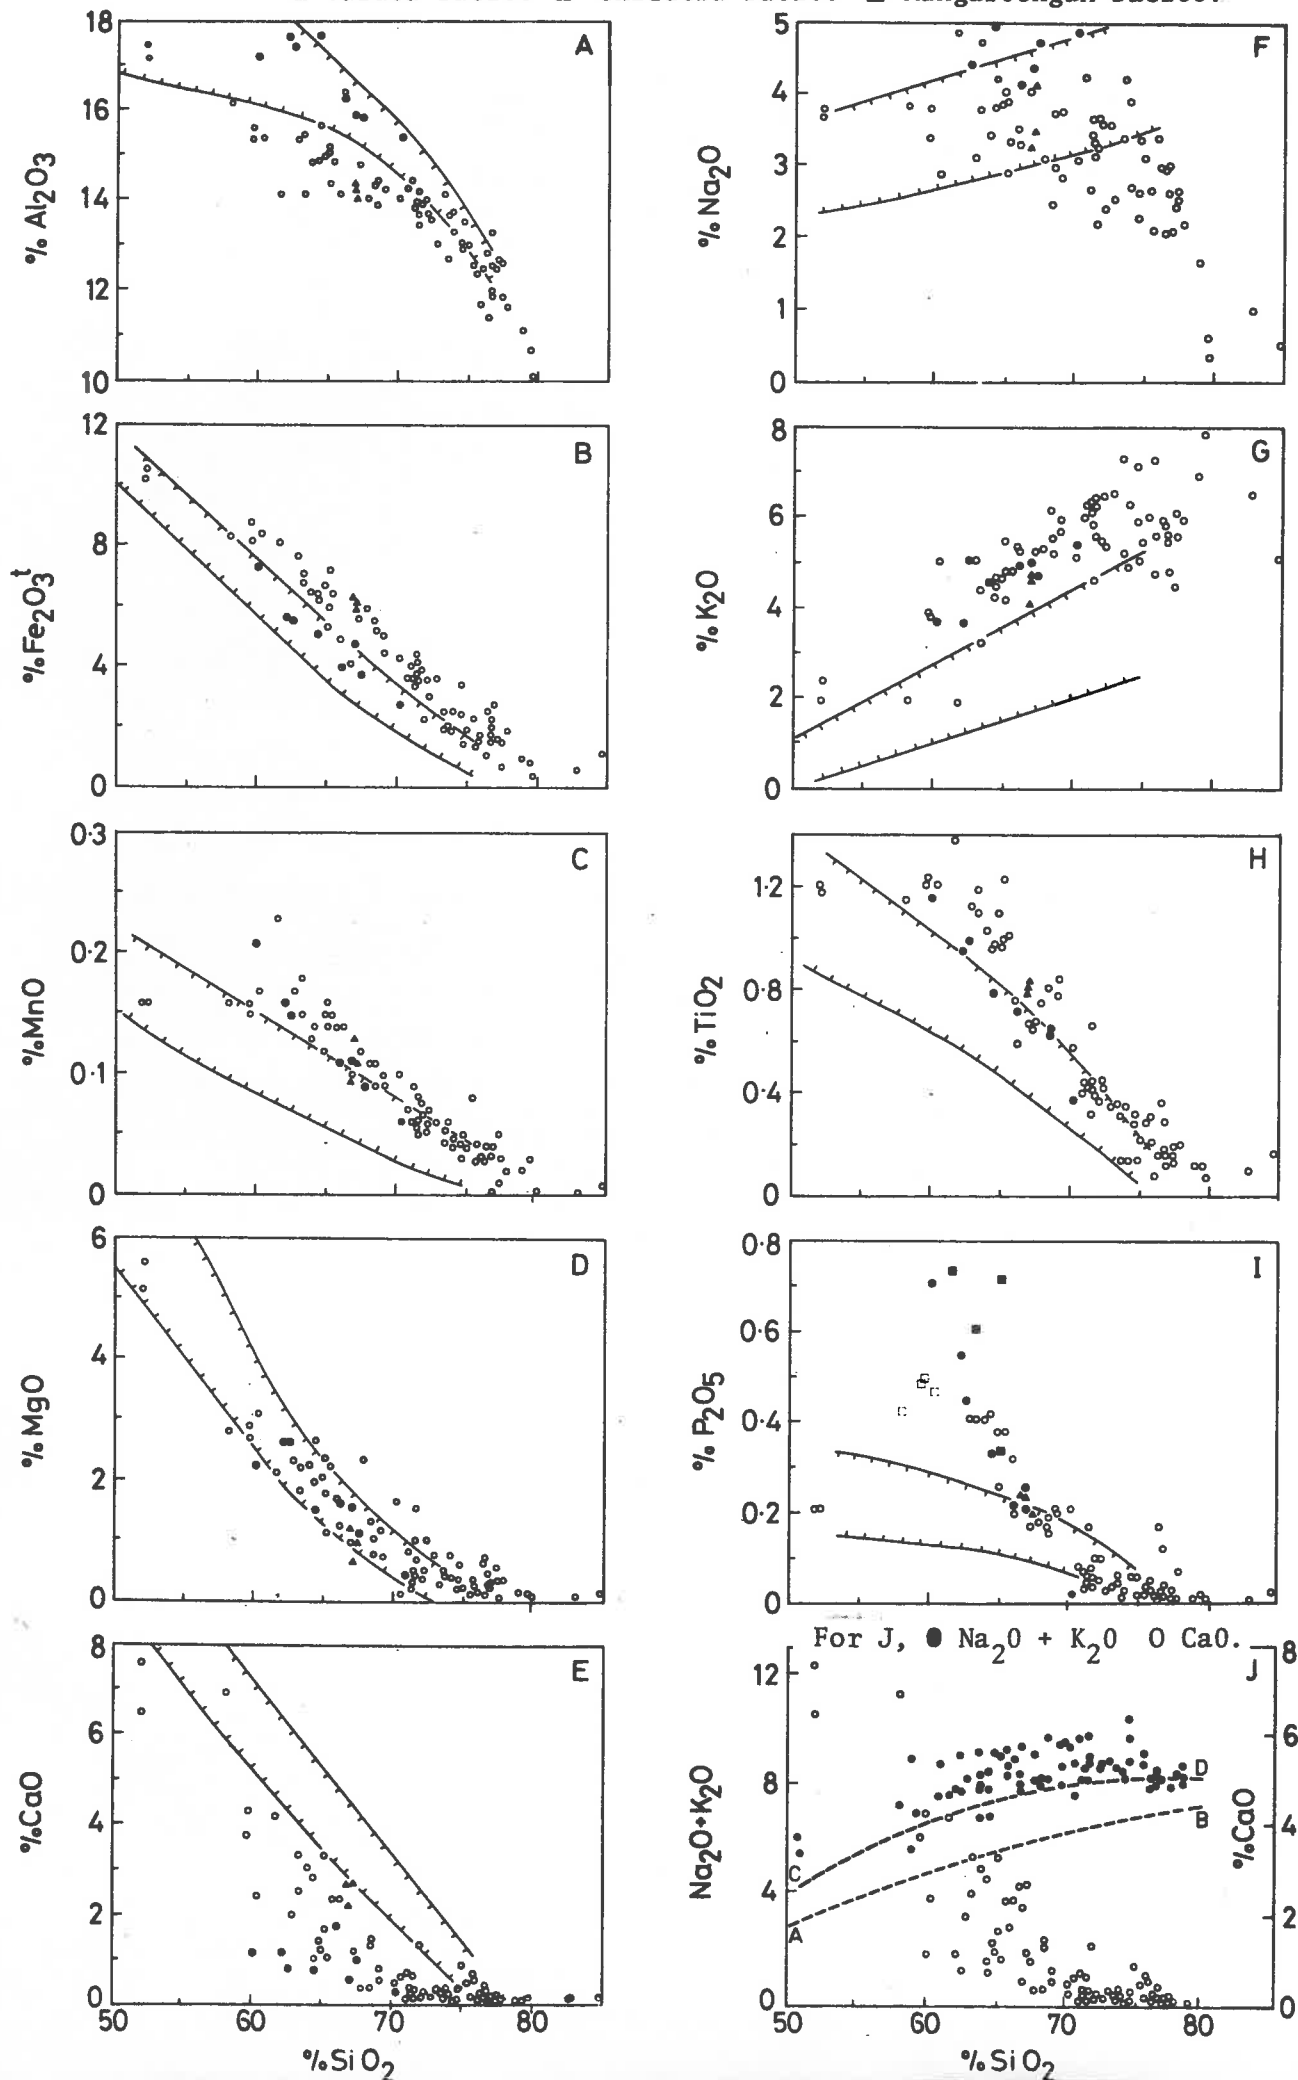 18
16
14
12
10
% Al2O3
A
5
4
3
2
1
0
% Na2O
F
12
8
4
0
% Fe2O3t
B
8
6
4
2
0
% K2O
G
0·3
0·2
0·1
0
% MnO
C
1·2
0·8
0·4
0
% TiO2
H
6
4
2
0
% MgO
D
0·8
0·6
0·4
0·2
0
% P2O5
I
8
6
4
2
0
% CaO
E
50 60 70 80
% SiO2
For J, ● Na2O + K2O O CaO.
12
8
4
0
Na2O+K2O
J
8
6
4
2
0
% CaO
A
B
C
D
50 60 70 80
% SiO2